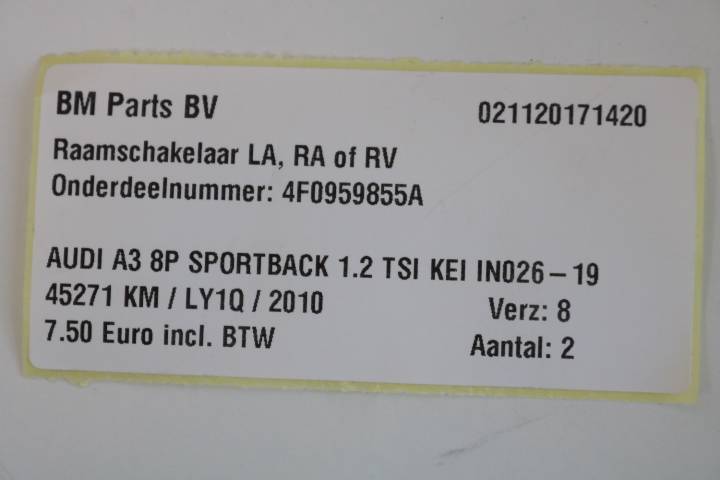 BM Parts BV 021120171420
Raamschakelaar LA, RA of RV
Onderdeelnummer: 4F0959855A
AUDI A3 8P SPORTBACK 1.2 TSI KEI IN026-19
45271 KM / LY1Q / 2010 Verz: 8
7.50 Euro incl. BTW Aantal: 2